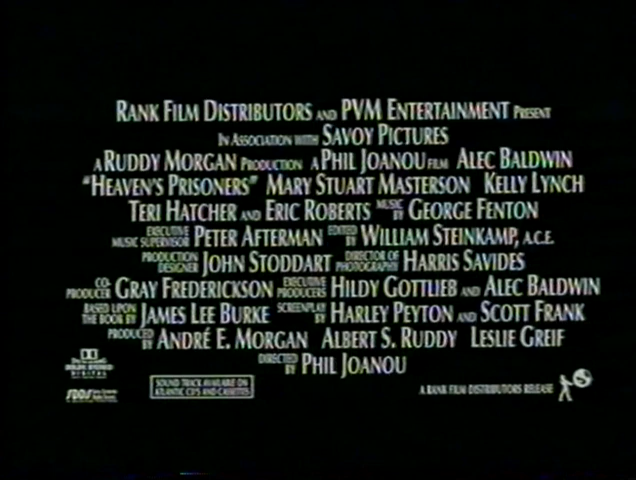 RANK FILM DISTRIBUTORS AND PVM ENTERTAINMENT PRESENT
IN ASSOCIATION WITH SAVOY PICTURES
A RUDDY MORGAN PRODUCTION A PHIL JOANOU FILM ALEC BALDWIN
"HEAVEN'S PRISONERS" MARY STUART MASTERSON KELLY LYNCH
TERI HATCHER AND ERIC ROBERTS MUSIC BY GEORGE FENTON
EXECUTIVE MUSIC SUPERVISOR PETER AFTERMAN EDITED BY WILLIAM STEINKAMP, A.C.E.
PRODUCTION DESIGNER JOHN STODDART DIRECTOR OF PHOTOGRAPHY HARRIS SAVIDES
CO-PRODUCER GRAY FREDERICKSON EXECUTIVE PRODUCERS HILDY GOTTLIEB AND ALEC BALDWIN
BASED UPON THE BOOK BY JAMES LEE BURKE SCREENPLAY BY HARLEY PEYTON AND SCOTT FRANK
PRODUCED BY ANDRÉ E. MORGAN ALBERT S. RUDDY LESLIE GREIF
DIRECTED BY PHIL JOANOU
DOLBY STEREO
DIGITAL
SDDS
SOUND TRACK AVAILABLE ON
ATLANTIC CD'S AND CASSETTES
A RANK FILM DISTRIBUTORS RELEASE